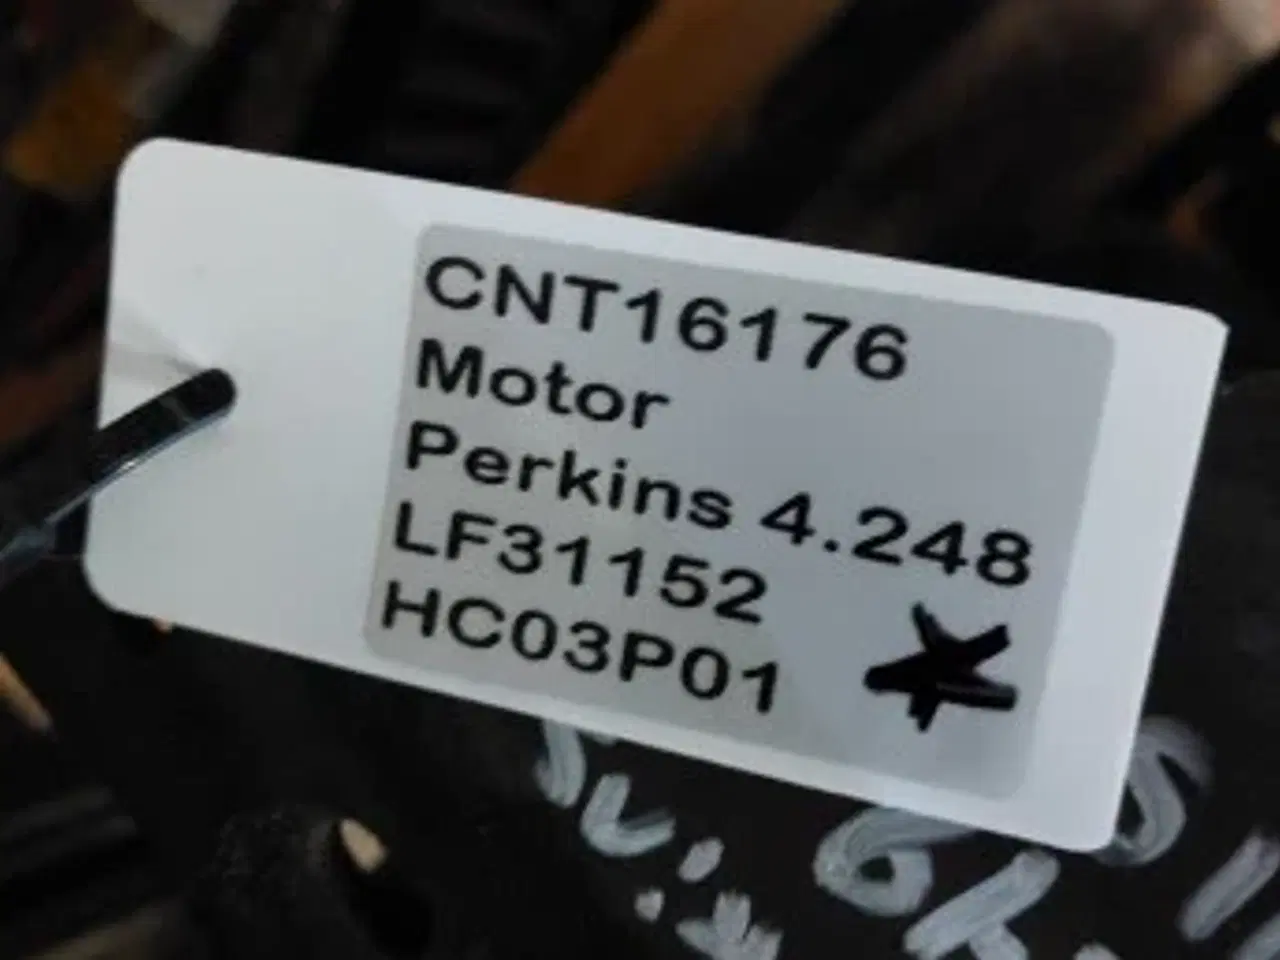 CNT16176
Motor
Perkins 4.248
LF31152
HC03P01